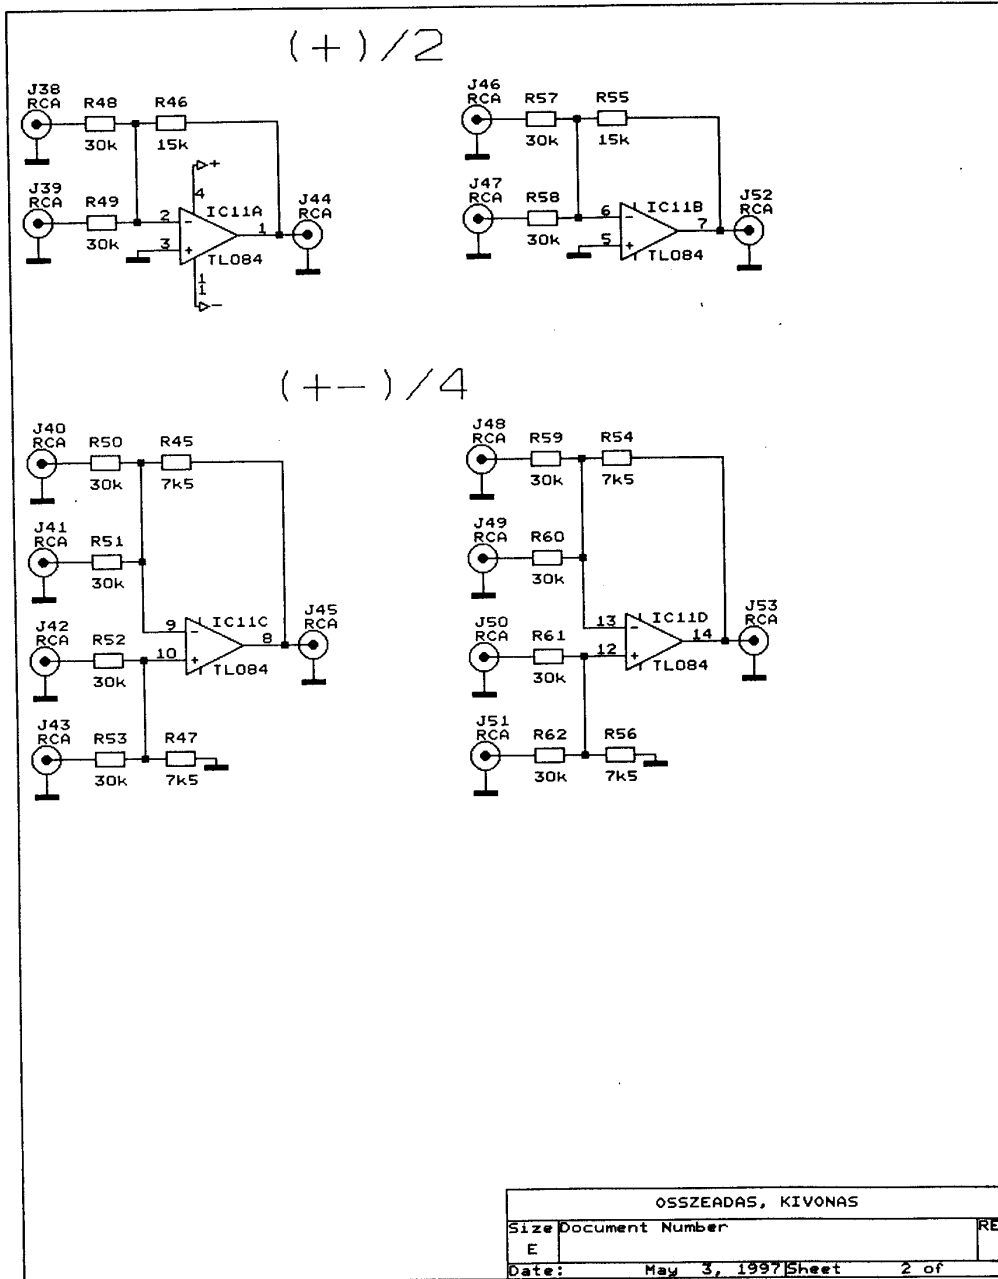 (+)/2
J38
RCA
R48
R46
30k
15k
+
4
J39
RCA
R49
30k
2
-
3
+
IC11A
TL084
1
1
1
-
J44
RCA
J46
RCA
R57
R55
30k
15k
J47
RCA
R58
30k
6
-
5
+
IC11B
TL084
7
J52
RCA
(+-)/4
J40
RCA
R50
R45
30k
7k5
J41
RCA
R51
30k
J42
RCA
R52
30k
9
-
10
+
IC11C
TL084
8
J45
RCA
J43
RCA
R53
R47
30k
7k5
J48
RCA
R59
R54
30k
7k5
J49
RCA
R60
30k
J50
RCA
R61
30k
13
-
12
+
IC11D
TL084
14
J53
RCA
J51
RCA
R62
R56
30k
7k5
OSSZEADAS, KIVONAS
Size Document Number RE
E
Date: May 3, 1997 Sheet 2 of